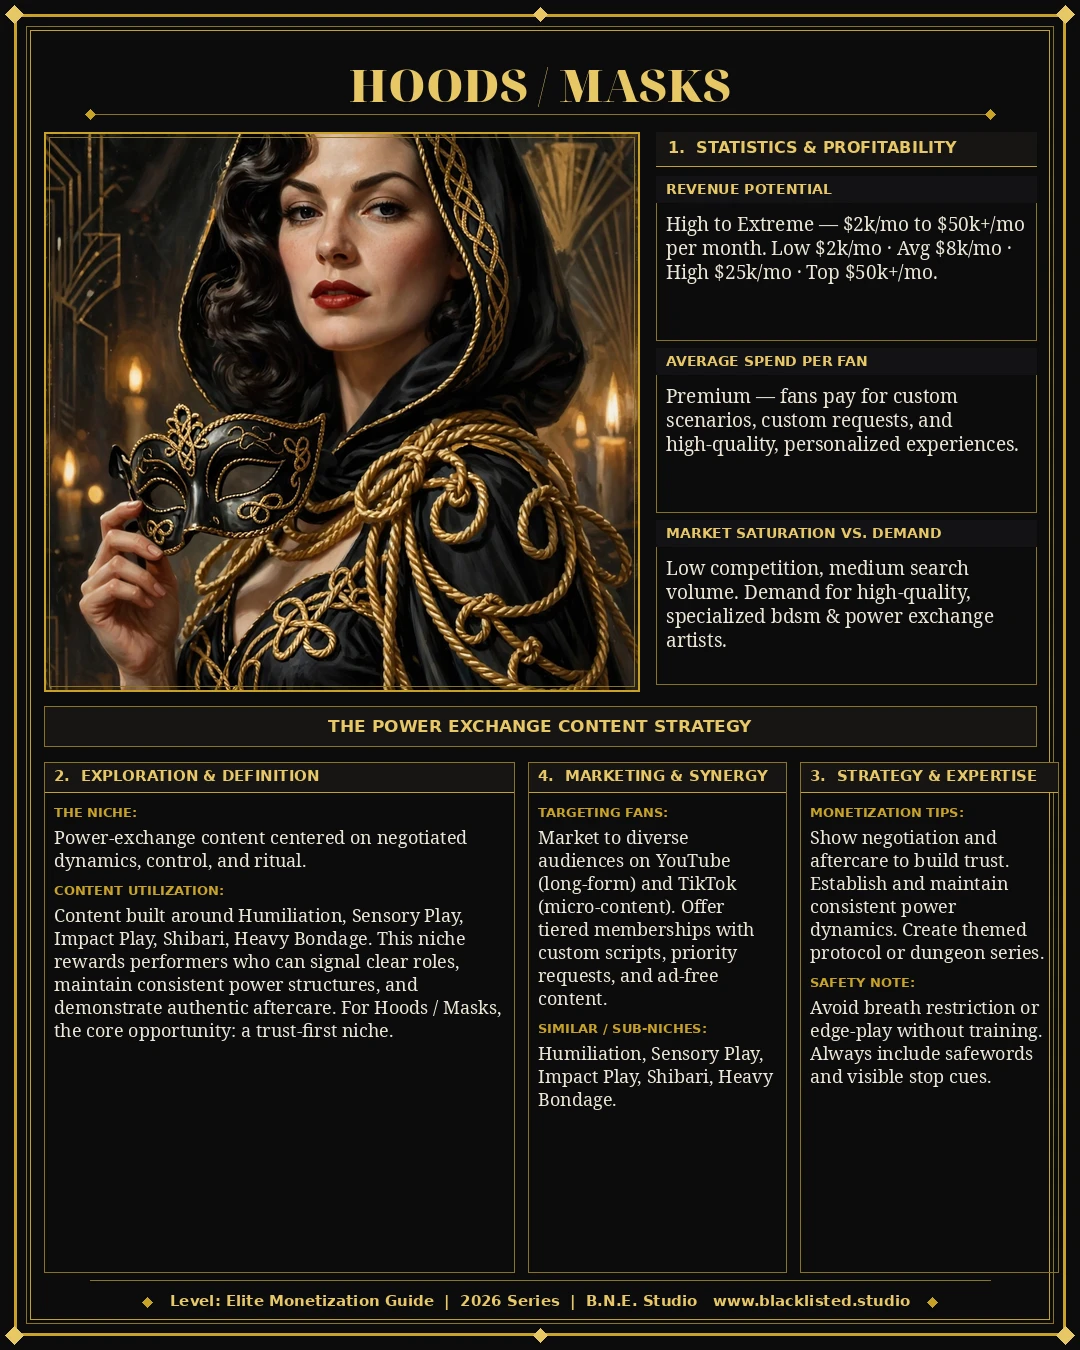 HOODS / MASKS
1. STATISTICS & PROFITABILITY
REVENUE POTENTIAL
High to Extreme — $2k/mo to $50k+/mo
per month. Low $2k/mo · Avg $8k/mo ·
High $25k/mo · Top $50k+/mo.
AVERAGE SPEND PER FAN
Premium — fans pay for custom
scenarios, custom requests, and
high-quality, personalized experiences.
MARKET SATURATION VS. DEMAND
Low competition, medium search
volume. Demand for high-quality,
specialized bdsm & power exchange
artists.
THE POWER EXCHANGE CONTENT STRATEGY
2. EXPLORATION & DEFINITION
THE NICHE:
Power-exchange content centered on negotiated
dynamics, control, and ritual.
CONTENT UTILIZATION:
Content built around Humiliation, Sensory Play,
Impact Play, Shibari, Heavy Bondage. This niche
rewards performers who can signal clear roles,
maintain consistent power structures, and
demonstrate authentic aftercare. For Hoods / Masks,
the core opportunity: a trust-first niche.
4. MARKETING & SYNERGY
TARGETING FANS:
Market to diverse
audiences on YouTube
(long-form) and TikTok
(micro-content). Offer
tiered memberships with
custom scripts, priority
requests, and ad-free
content.
SIMILAR / SUB-NICHES:
Humiliation, Sensory Play,
Impact Play, Shibari, Heavy
Bondage.
3. STRATEGY & EXPERTISE
MONETIZATION TIPS:
Show negotiation and
aftercare to build trust.
Establish and maintain
consistent power
dynamics. Create themed
protocol or dungeon series.
SAFETY NOTE:
Avoid breath restriction or
edge-play without training.
Always include safewords
and visible stop cues.
Level: Elite Monetization Guide | 2026 Series | B.N.E. Studio www.blacklisted.studio